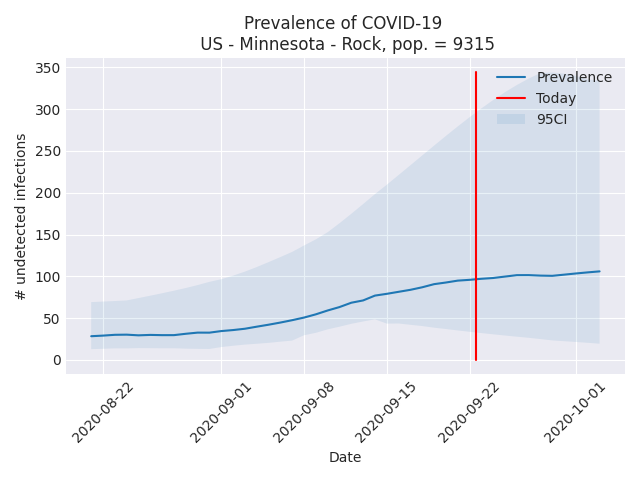 Prevalence of COVID-19
US - Minnesota - Rock, pop. = 9315
# undetected infections
350
300
250
200
150
100
50
0
Prevalence
Today
95CI
2020-08-22
2020-09-01
2020-09-08
2020-09-15
2020-09-22
2020-10-01
Date